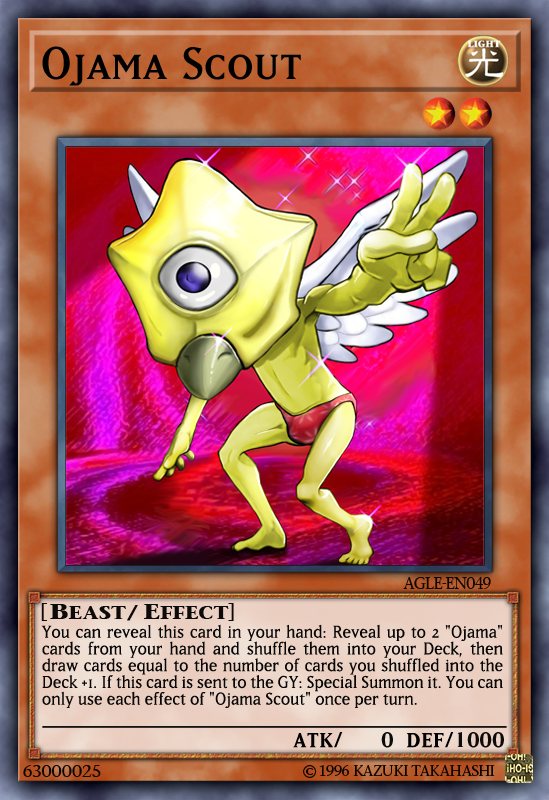 Ojama Scout
LIGHT
光
AGLE-EN049
[Beast/ Effect]
You can reveal this card in your hand: Reveal up to 2 "Ojama"
cards from your hand and shuffle them into your Deck, then
draw cards equal to the number of cards you shuffled into the
Deck +1. If this card is sent to the GY: Special Summon it. You can
only use each effect of "Ojama Scout" once per turn.
ATK/ 0 DEF/1000
63000025
© 1996 KAZUKI TAKAHASHI